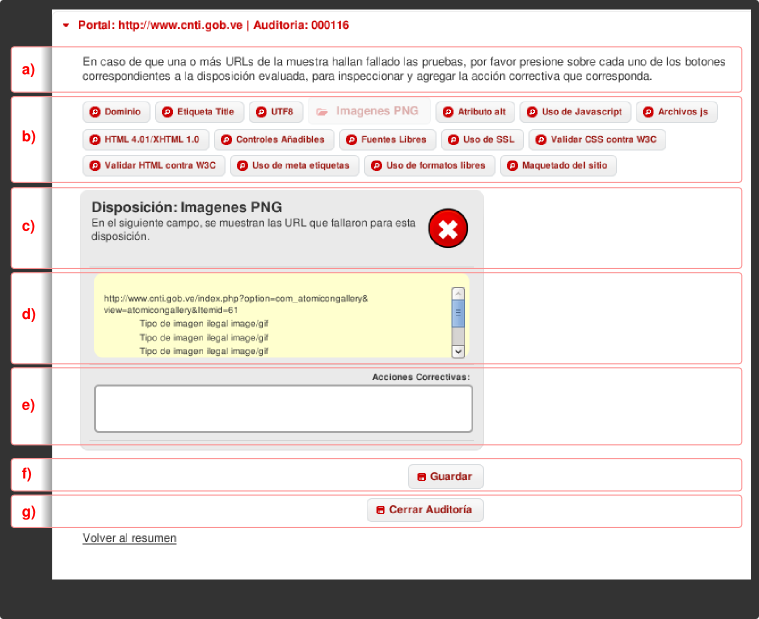 Portal: http://www.cnti.gob.ve | Auditoria: 000116
a)
En caso de que una o más URLs de la muestra hallan fallado las pruebas, por favor presione sobre cada uno de los botones
correspondientes a la disposición evaluada, para inspeccionar y agregar la acción correctiva que corresponda.
b)
Dominio Etiqueta Title UTF8 Imagenes PNG Atributo alt Uso de Javascript Archivos js
HTML 4.01/XHTML 1.0 Controles Añadibles Fuentes Libres Uso de SSL Validar CSS contra W3C
Validar HTML contra W3C Uso de meta etiquetas Uso de formatos libres Maquetado del sitio
c)
Disposición: Imagenes PNG
En el siguiente campo, se muestran las URL que fallaron para esta
disposición.
d)
http://www.cnti.gob.ve/index.php?option=com_atomicongallery&
view=atomicongallery&Itemid=61
Tipo de imagen ilegal image/gif
Tipo de imagen ilegal image/gif
Tipo de imagen ilegal image/gif
e)
Acciones Correctivas:
f)
Guardar
g)
Cerrar Auditoría
Volver al resumen